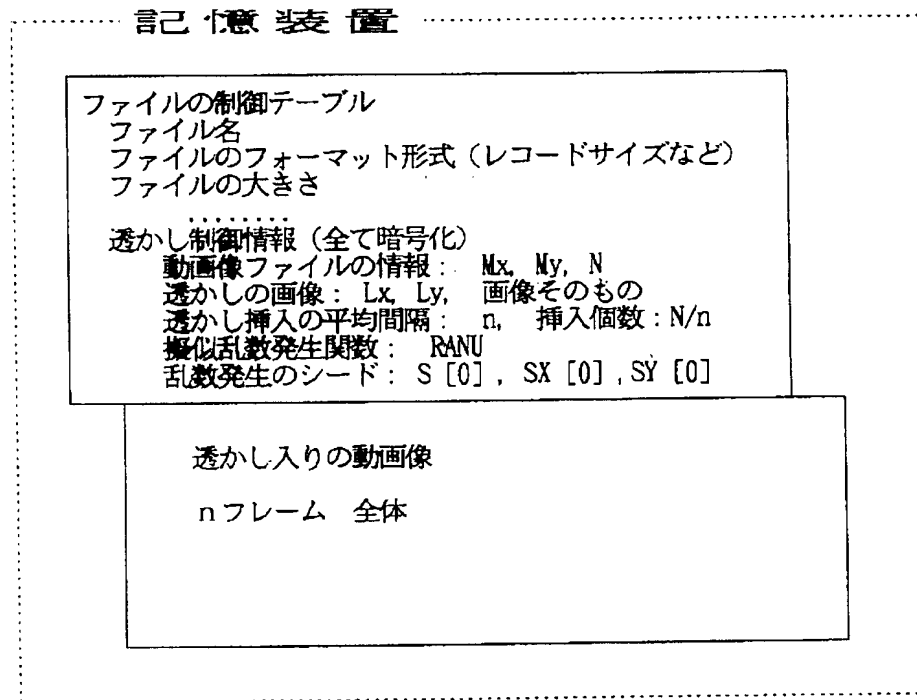 記憶装置
ファイルの制御テーブル
ファイル名
ファイルのフォーマット形式（レコードサイズなど）
ファイルの大きさ
........
透かし制御情報（全て暗号化）
動画像ファイルの情報： Mx, My, N
透かしの画像：Lx, Ly, 画像そのもの
透かし挿入の平均間隔： n, 挿入個数：N/n
擬似乱数発生関数： RANU
乱数発生のシード：S [0] , SX [0] ,SY [0]
透かし入りの動画像
nフレーム 全体